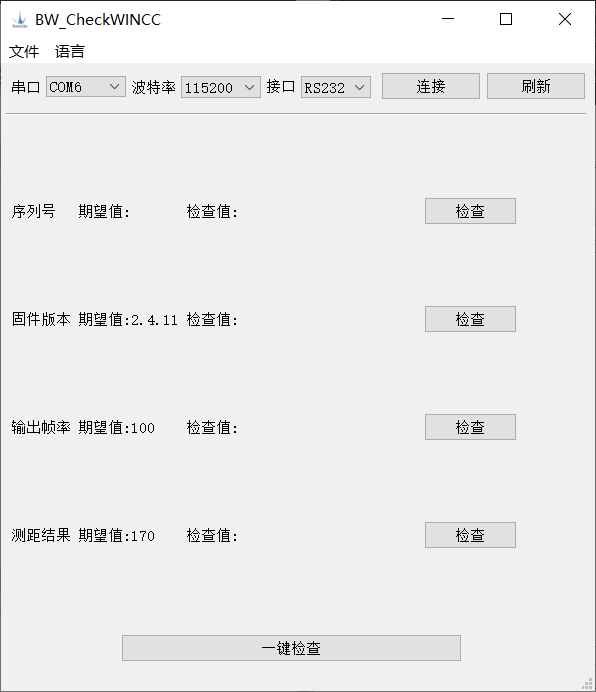 BW_CheckWINCC
文件 语言
串口 COM6 波特率 115200 接口 RS232 连接 刷新
序列号 期望值: 检查值: 检查
固件版本 期望值:2.4.11 检查值: 检查
输出帧率 期望值:100 检查值: 检查
测距结果 期望值:170 检查值: 检查
一键检查